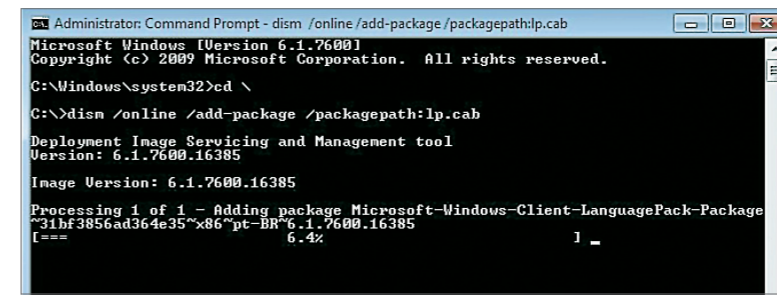 Administrator: Command Prompt - dism /online /add-package /packagepath:lp.cab
Microsoft Windows [Version 6.1.7600]
Copyright (c) 2009 Microsoft Corporation.  All rights reserved.
C:\Windows\system32>cd \
C:\>dism /online /add-package /packagepath:lp.cab
Deployment Image Servicing and Management tool
Version: 6.1.7600.16385
Image Version: 6.1.7600.16385
Processing 1 of 1 - Adding package Microsoft-Windows-Client-LanguagePack-Package
~31bf3856ad364e35~x86~pt-BR~6.1.7600.16385
[===                        6.4%                           ] _